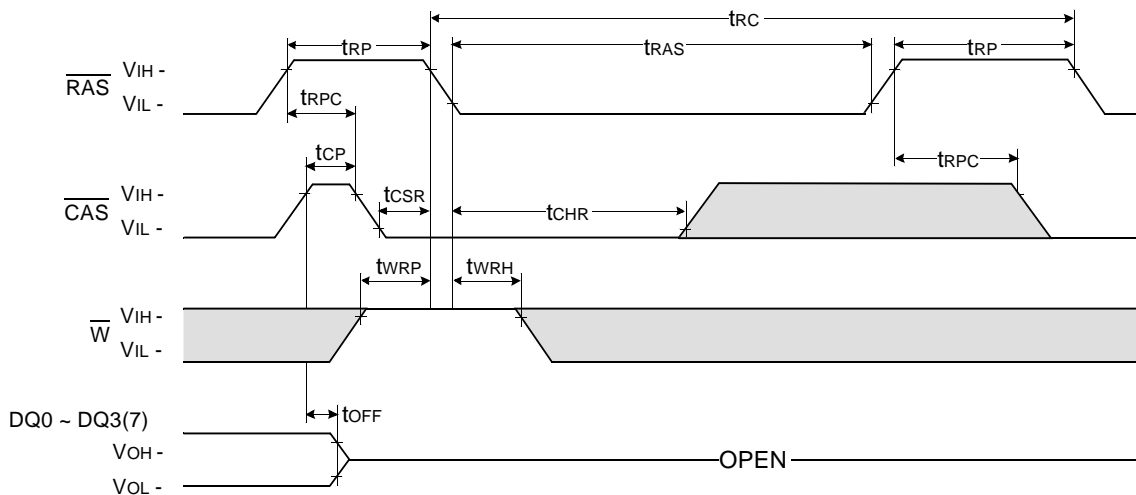 tRC
tRP
tRAS
tRP
RAS
VIH -
VIL -
tRPC
tCP
tRPC
CAS
VIH -
VIL -
tCSR
tCHR
tWRP
tWRH
W
VIH -
VIL -
tOFF
DQ0 ~ DQ3(7)
VOH -
VOL -
OPEN